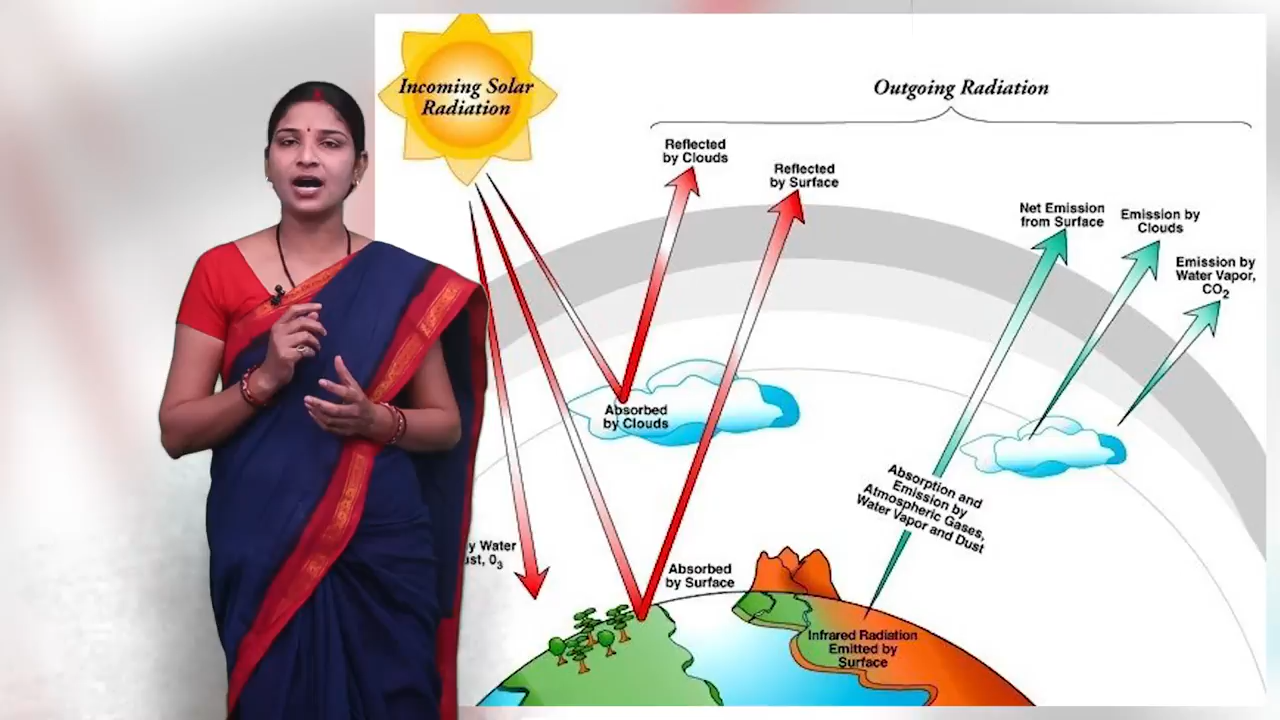 Incoming Solar
Radiation
Outgoing Radiation
Reflected
by Clouds
Reflected
by Surface
Net Emission
from Surface
Emission by
Clouds
Emission by
Water Vapor,
CO2
Absorbed
by Clouds
Absorption and
Emission by
Atmospheric Gases,
Water Vapor and Dust
y Water
ust, 03
Absorbed
by Surface
Infrared Radiation
Emitted by
Surface